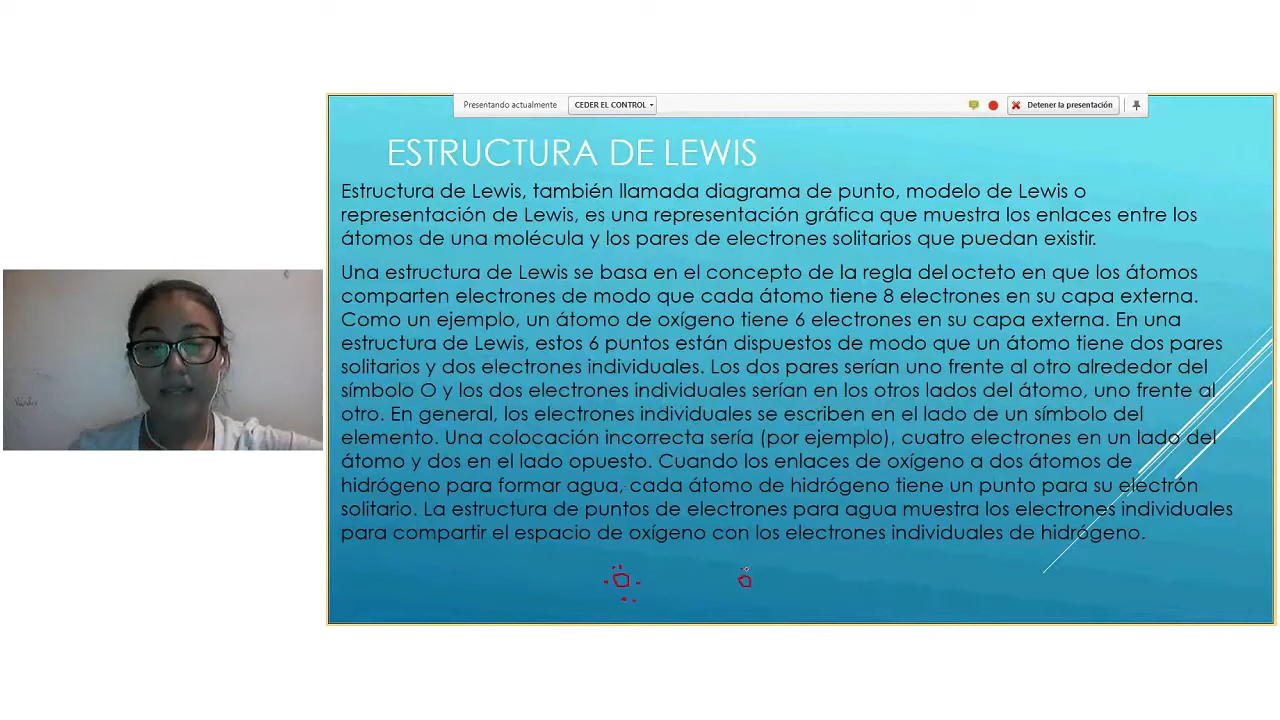 Presentando actualmente CEDER EL CONTROL Detener la presentación
ESTRUCTURA DE LEWIS
Estructura de Lewis, también llamada diagrama de punto, modelo de Lewis o
representación de Lewis, es una representación gráfica que muestra los enlaces entre los
átomos de una molécula y los pares de electrones solitarios que puedan existir.
Una estructura de Lewis se basa en el concepto de la regla del octeto en que los átomos
comparten electrones de modo que cada átomo tiene 8 electrones en su capa externa.
Como un ejemplo, un átomo de oxígeno tiene 6 electrones en su capa externa. En una
estructura de Lewis, estos 6 puntos están dispuestos de modo que un átomo tiene dos pares
solitarios y dos electrones individuales. Los dos pares serían uno frente al otro alrededor del
símbolo O y los dos electrones individuales serían en los otros lados del átomo, uno frente al
otro. En general, los electrones individuales se escriben en el lado de un símbolo del
elemento. Una colocación incorrecta sería (por ejemplo), cuatro electrones en un lado del
átomo y dos en el lado opuesto. Cuando los enlaces de oxígeno a dos átomos de
hidrógeno para formar agua, cada átomo de hidrógeno tiene un punto para su electrón
solitario. La estructura de puntos de electrones para agua muestra los electrones individuales
para compartir el espacio de oxígeno con los electrones individuales de hidrógeno.